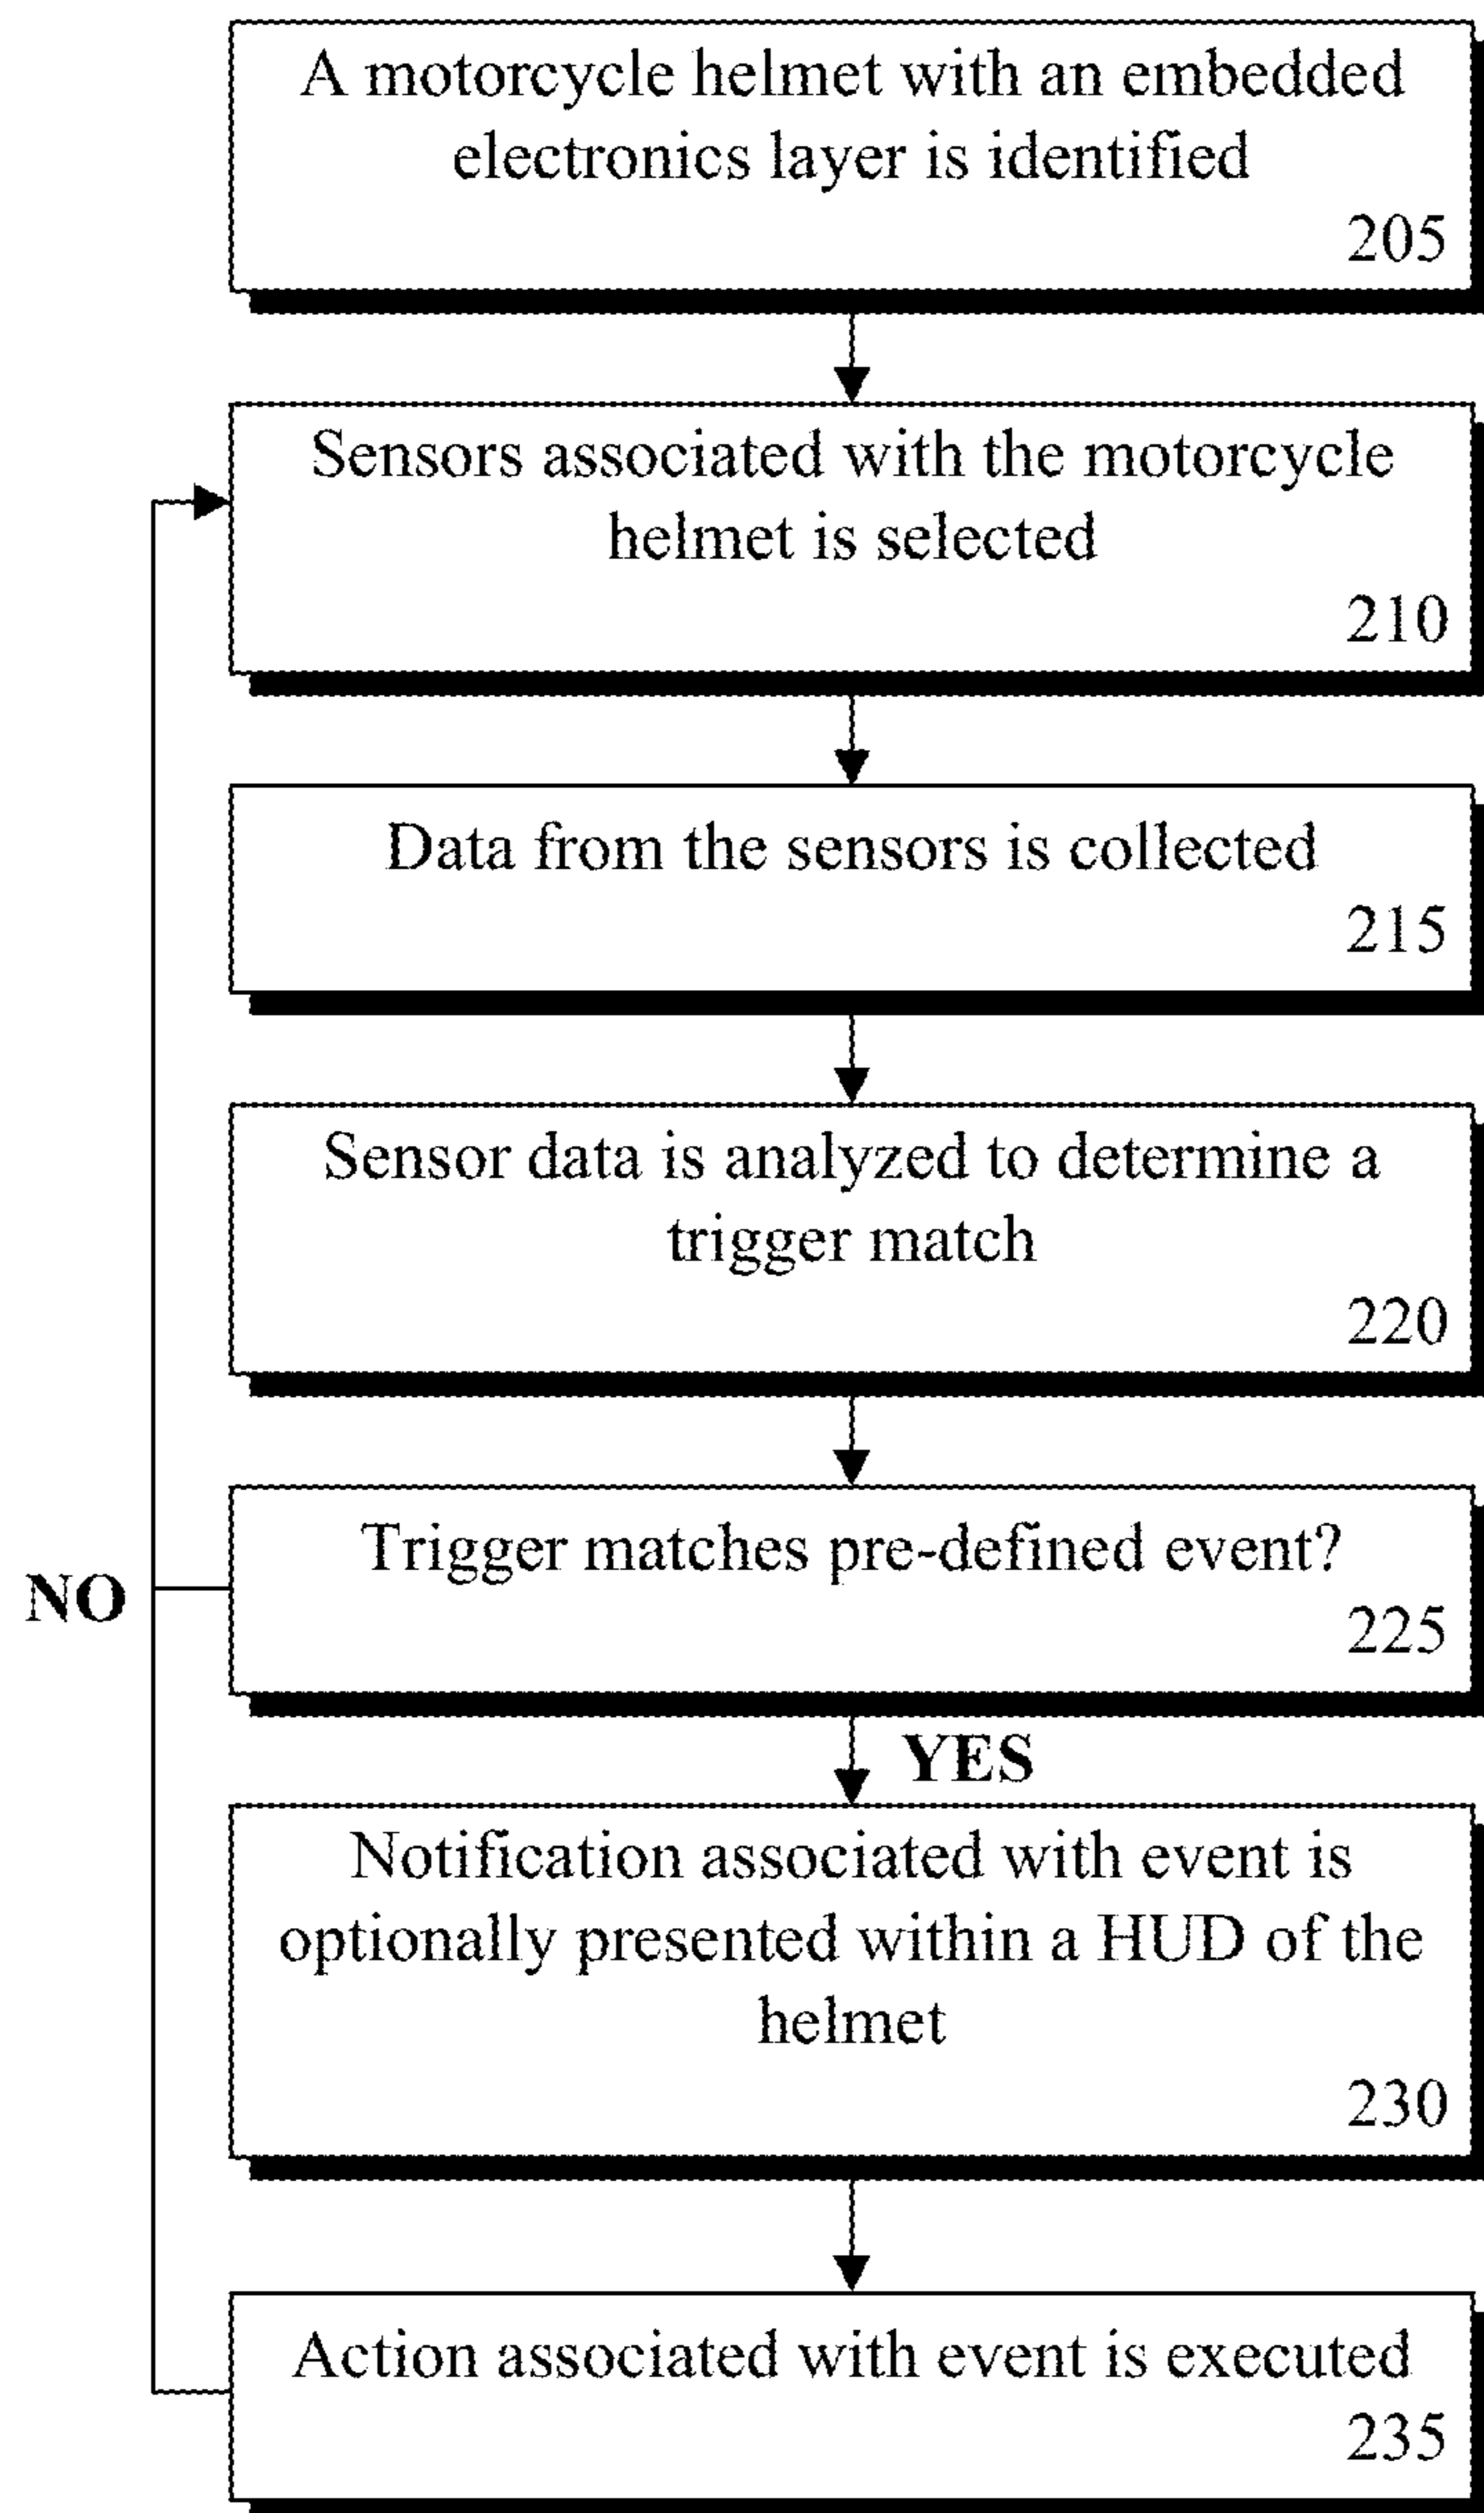 A motorcycle helmet with an embedded
electronics layer is identified
205
Sensors associated with the motorcycle
helmet is selected
210
Data from the sensors is collected
215
Sensor data is analyzed to determine a
trigger match
220
Trigger matches pre-defined event?
225
NO
YES
Notification associated with event is
optionally presented within a HUD of the
helmet
230
Action associated with event is executed
235